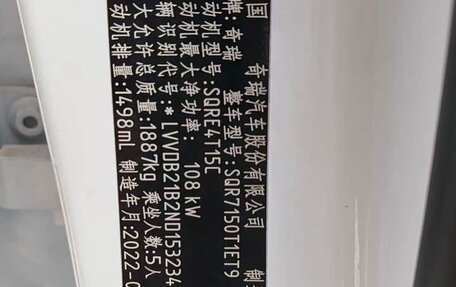 国 奇瑞汽车股份有限公司 制
牌:奇瑞 整车型号:SQR7150T1ET9
动机型号:SQRE4T15C
动机最大净功率: 108 kW
辆识别代号:*LVVDB21B2ND153234
大允许总质量:1887kg 乘坐人数:5人
动机排量:1498ml 制造年月:2022-0